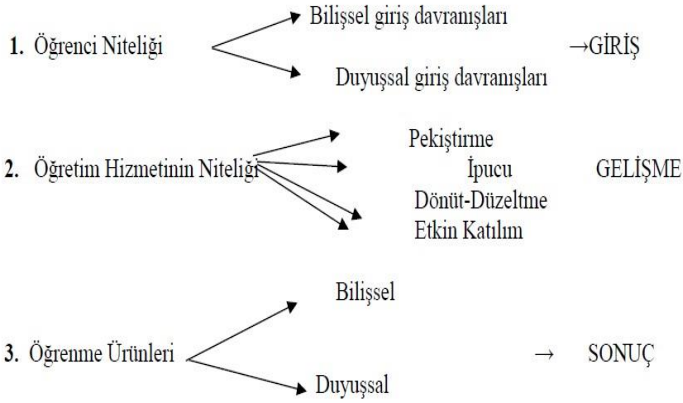 Bilişsel giriş davranışları
1. Öğrenci Niteliği →GİRİŞ
Duyuşsal giriş davranışları
Pekiştirme
2. Öğretim Hizmetinin Niteliği İpucu GELİŞME
Dönüt-Düzeltme
Etkin Katılım
Bilişsel
3. Öğrenme Ürünleri → SONUÇ
Duyuşsal